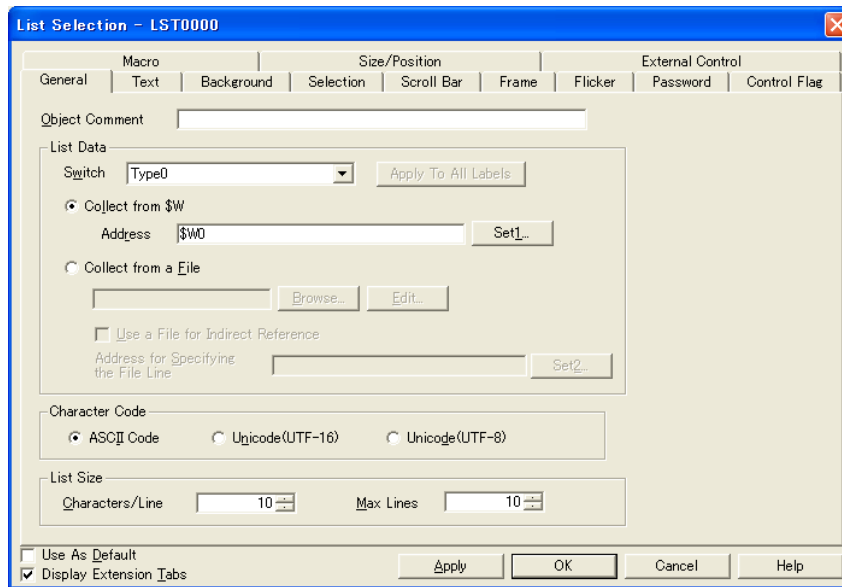 List Selection - LST0000
Macro Size/Position External Control
General Text Background Selection Scroll Bar Frame Flicker Password Control Flag
Object Comment
List Data
Switch Type0 Apply To All Labels
Collect from $W
Address $W0 Set1...
Collect from a File
Browse... Edit...
Use a File for Indirect Reference
Address for Specifying
the File Line Set2...
Character Code
ASCII Code Unicode(UTF-16) Unicode(UTF-8)
List Size
Characters/Line 10 Max Lines 10
Use As Default
Display Extension Tabs
Apply OK Cancel Help